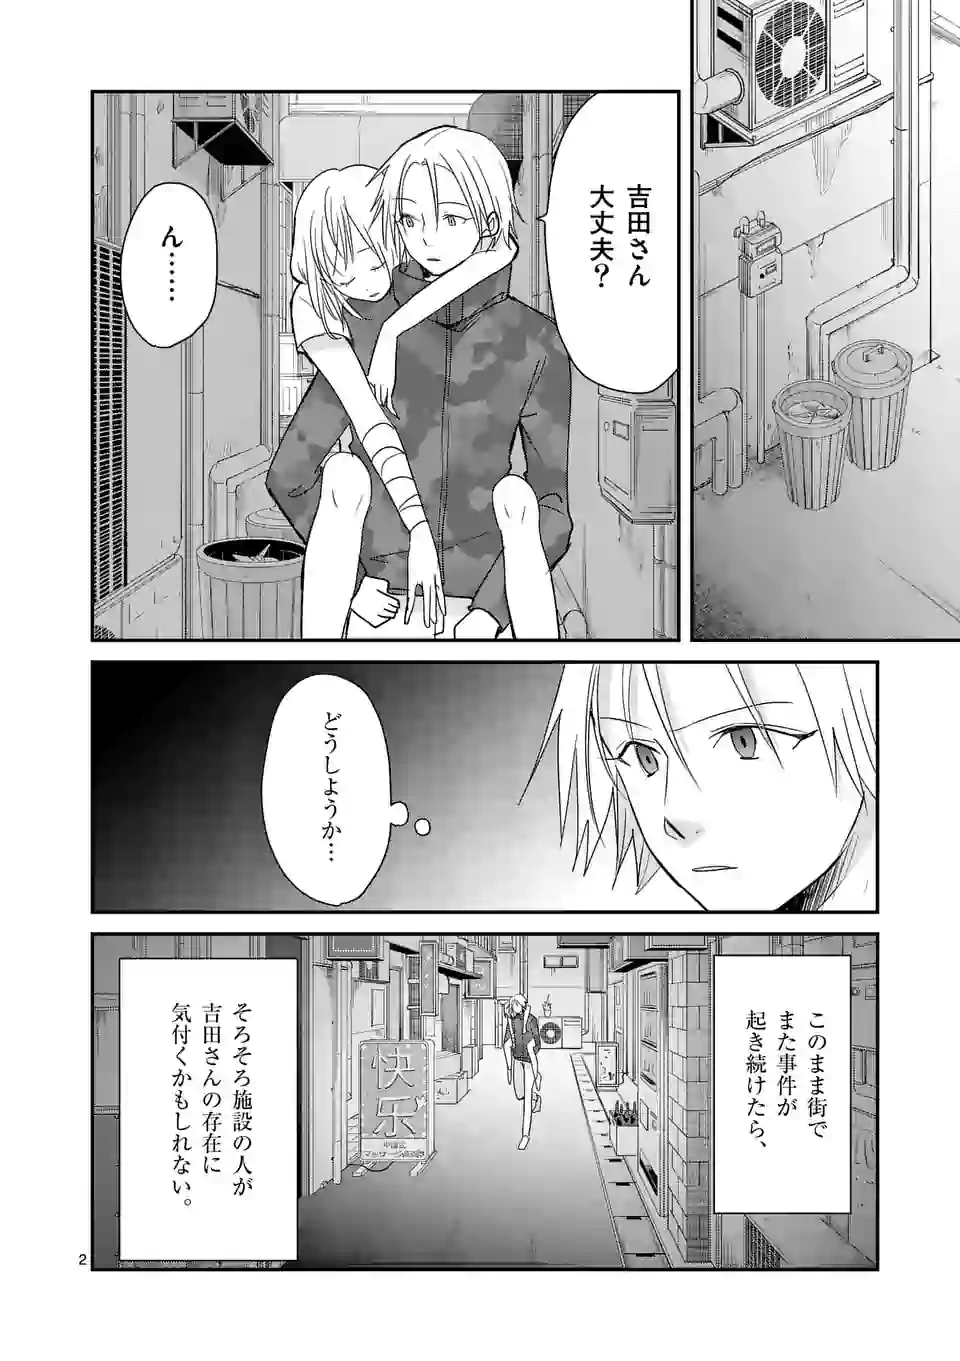 吉田さん
大丈夫？
ん……
どうしようか…
このまま街で
また事件が
起き続けたら、
そろそろ施設の人が
吉田さんの存在に
気付くかもしれない。
快乐
2